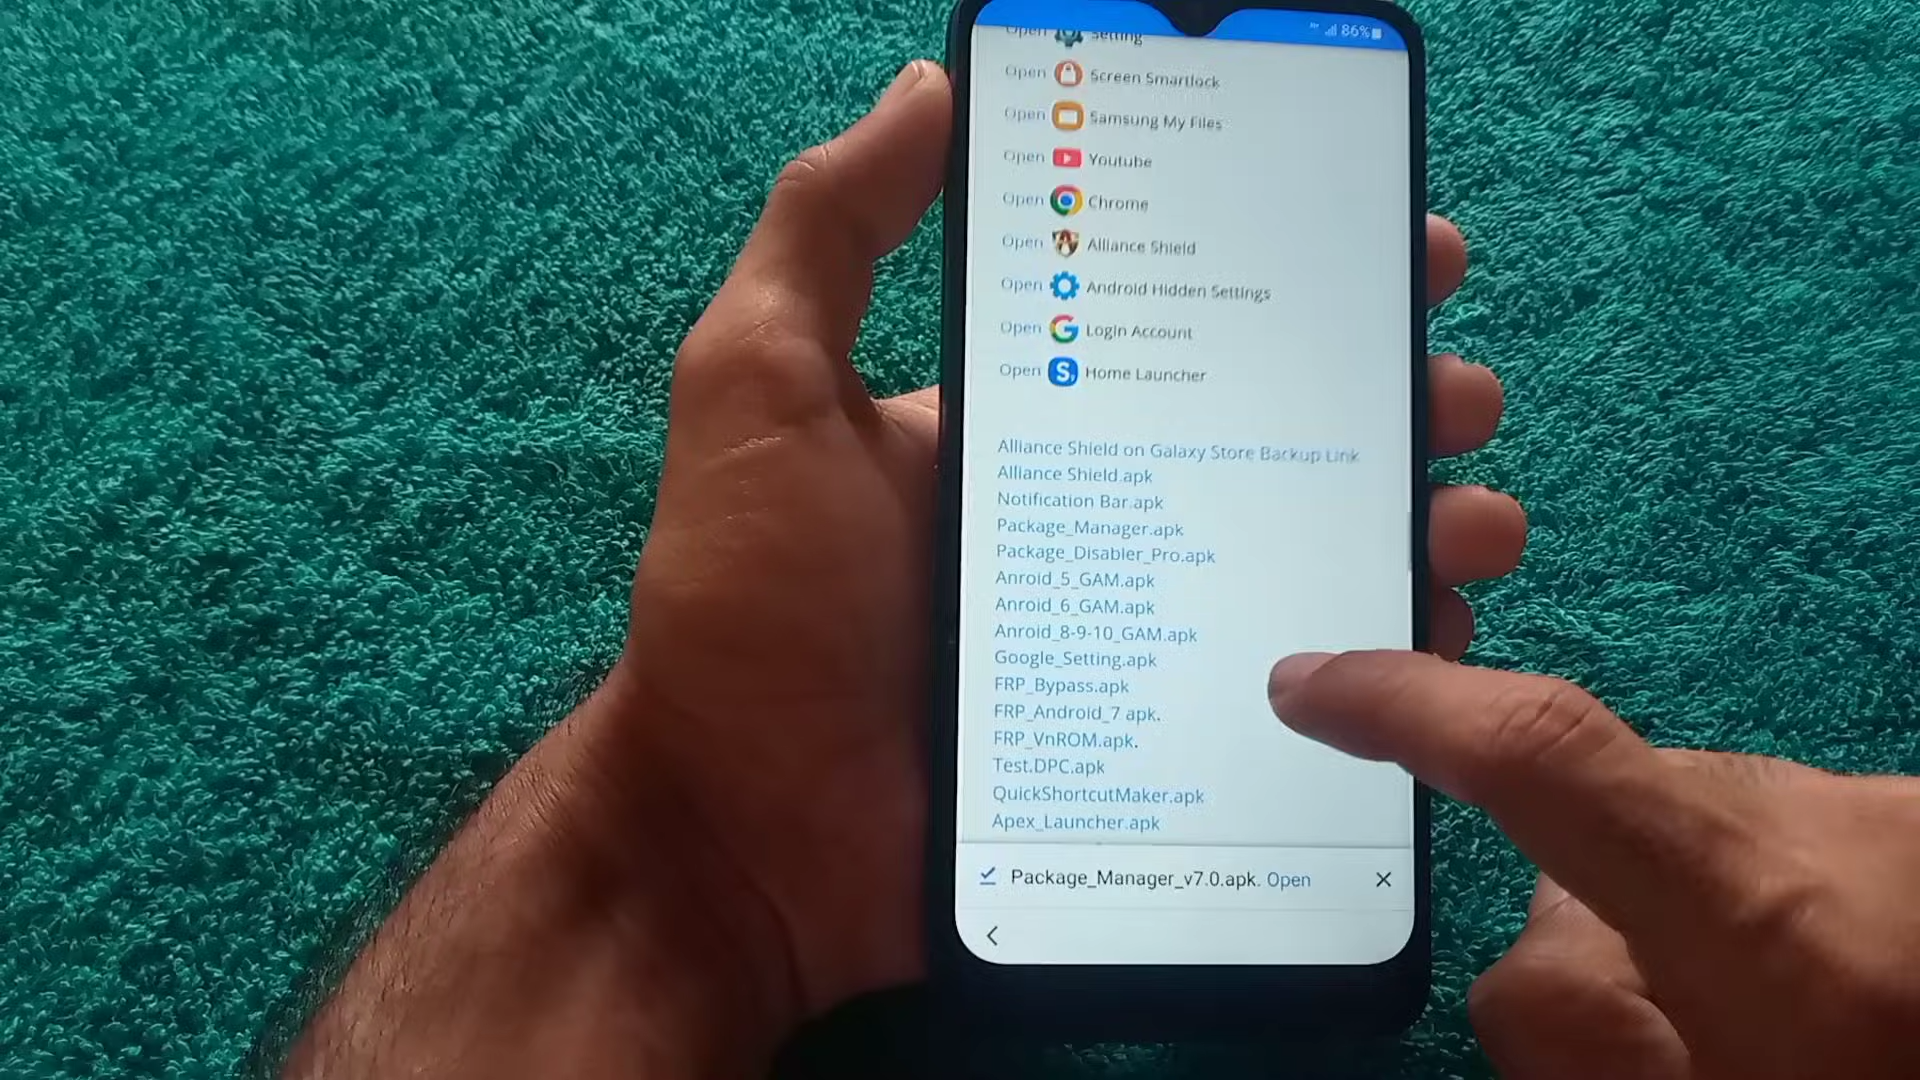 Open Setting
86%
Open Screen Smartlock
Open Samsung My Files
Open Youtube
Open Chrome
Open Alliance Shield
Open Android Hidden Settings
Open Login Account
Open Home Launcher
Alliance Shield on Galaxy Store Backup Link
Alliance Shield.apk
Notification Bar.apk
Package_Manager.apk
Package_Disabler_Pro.apk
Anroid_5_GAM.apk
Anroid_6_GAM.apk
Anroid_8-9-10_GAM.apk
Google_Setting.apk
FRP_Bypass.apk
FRP_Android_7 apk.
FRP_VnROM.apk.
Test.DPC.apk
QuickShortcutMaker.apk
Apex_Launcher.apk
Package_Manager_v7.0.apk. Open